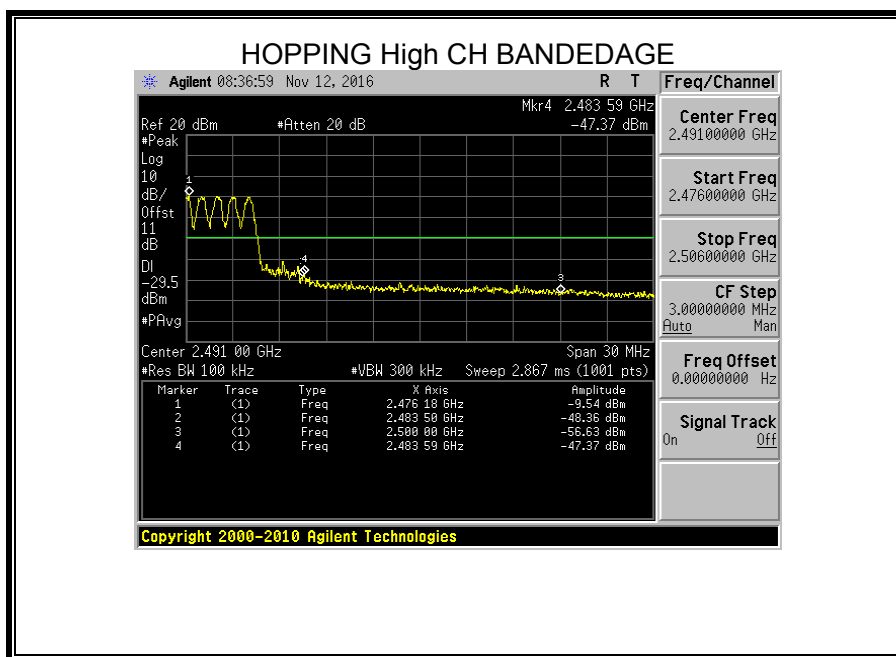 HOPPING High CH BANDEDAGE
Agilent 08:36:59 Nov 12, 2016 R T
Freq/Channel
Mkr4 2.483 59 GHz
Ref 20 dBm #Atten 20 dB -47.37 dBm
#Peak
Log
10
dB/
Offst
11
dB
DI
-29.5
dBm
#PAvg
1
4
3
Center 2.491 00 GHz Span 30 MHz
#Res BW 100 kHz #VBW 300 kHz Sweep 2.867 ms (1001 pts)
Marker Trace Type X Axis Amplitude
1 (1) Freq 2.476 18 GHz -9.54 dBm
2 (1) Freq 2.483 50 GHz -48.36 dBm
3 (1) Freq 2.500 00 GHz -56.63 dBm
4 (1) Freq 2.483 59 GHz -47.37 dBm
Center Freq
2.49100000 GHz
Start Freq
2.47600000 GHz
Stop Freq
2.50600000 GHz
CF Step
3.00000000 MHz
Auto Man
Freq Offset
0.00000000 Hz
Signal Track
On Off
Copyright 2000-2010 Agilent Technologies